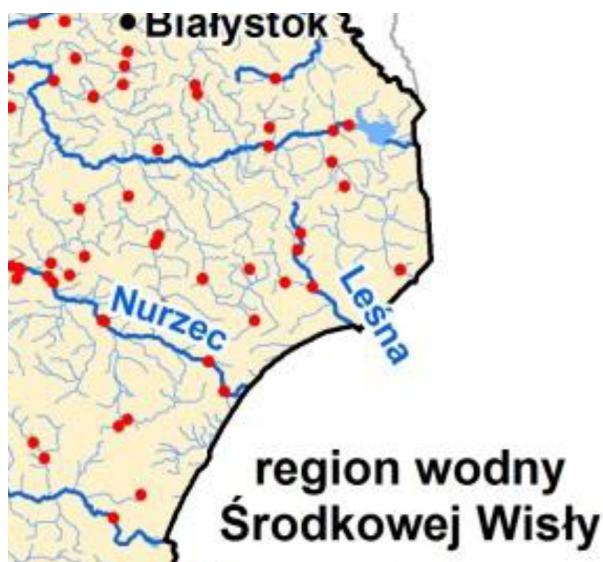 Białystok
Nurzec
Leśna
region wodny
Środkowej Wisły